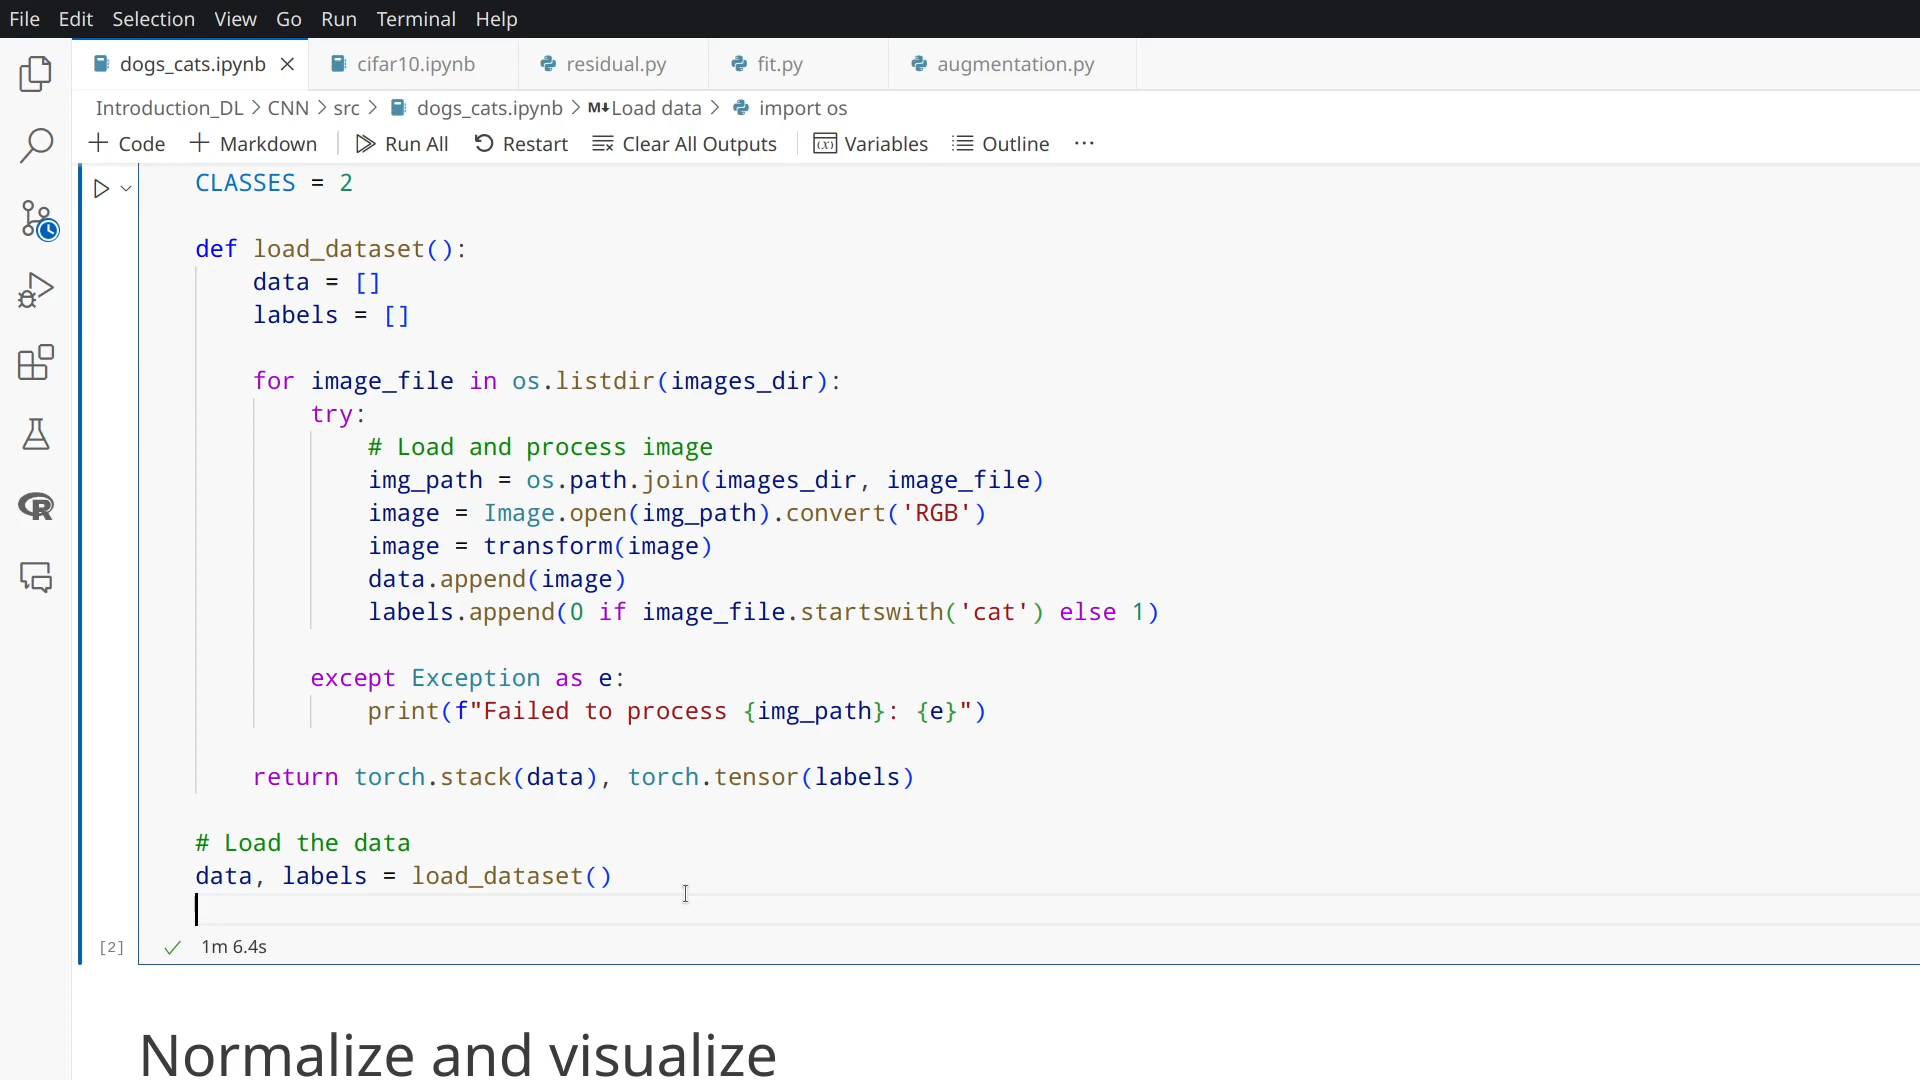 File Edit Selection View Go Run Terminal Help
dogs_cats.ipynb cifar10.ipynb residual.py fit.py augmentation.py
Introduction_DL > CNN > src > dogs_cats.ipynb > M↓Load data > import os
+ Code + Markdown Run All Restart Clear All Outputs Variables Outline ···
CLASSES = 2
def load_dataset():
data = []
labels = []
for image_file in os.listdir(images_dir):
try:
# Load and process image
img_path = os.path.join(images_dir, image_file)
image = Image.open(img_path).convert('RGB')
image = transform(image)
data.append(image)
labels.append(0 if image_file.startswith('cat') else 1)
except Exception as e:
print(f"Failed to process {img_path}: {e}")
return torch.stack(data), torch.tensor(labels)
# Load the data
data, labels = load_dataset()
[2] 1m 6.4s
Normalize and visualize